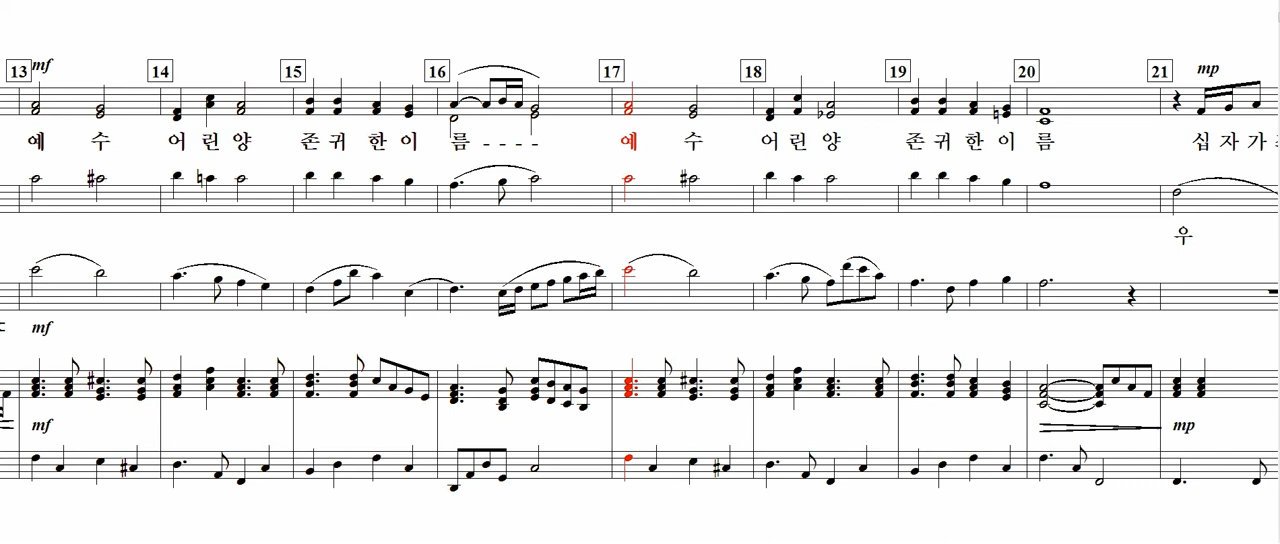 13 14 15 16 17 18 19 20 21
mf mp
예 수 어 린 양 존 귀 한 이 름 - - - - 예 수 어 린 양 존 귀 한 이 름 십 자 가
우
mf
mf mp